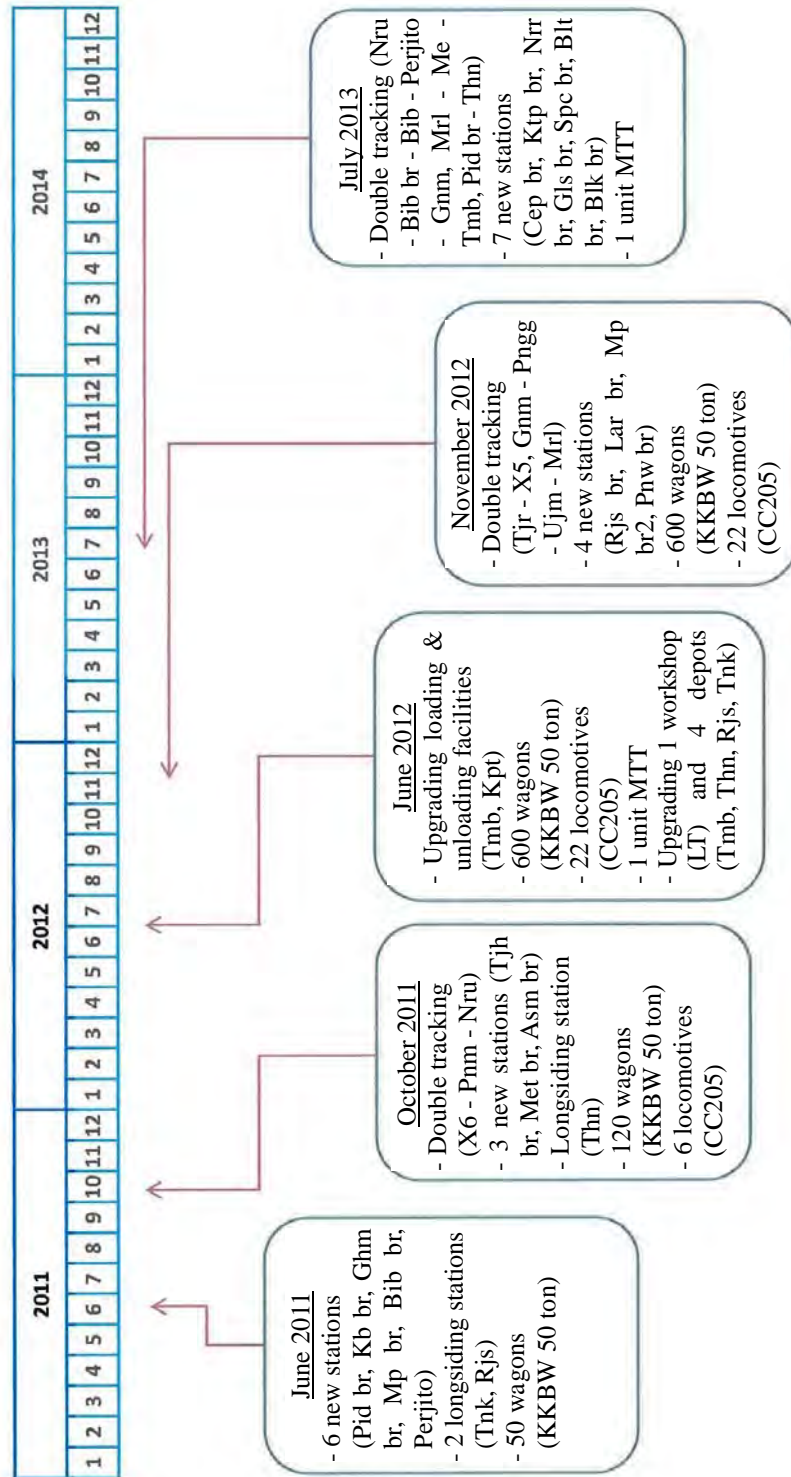 2011 2012 2013 2014
1 2 3 4 5 6 7 8 9 10 11 12 1 2 3 4 5 6 7 8 9 10 11 12 1 2 3 4 5 6 7 8 9 10 11 12 1 2 3 4 5 6 7 8 9 10 11 12
June 2011
- 6 new stations
(Pid br, Kb br, Ghm
br, Mp br, Bib br,
Perjito)
- 2 longsiding stations
(Tnk, Rjs)
- 50 wagons
(KKBW 50 ton)
October 2011
- Double tracking
(X6 - Pnm - Nru)
- 3 new stations (Tjh
br, Met br, Asm br)
- Longsiding station
(Thn)
- 120 wagons
(KKBW 50 ton)
- 6 locomotives
(CC205)
June 2012
- Upgrading loading &
unloading facilities
(Tmb, Kpt)
- 600 wagons
(KKBW 50 ton)
- 22 locomotives
(CC205)
- 1 unit MTT
- Upgrading 1 workshop
(LT) and 4 depots
(Tmb, Thn, Rjs, Tnk)
November 2012
- Double tracking
(Tjr - X5, Gnm - Pngg
- Ujm - Mrl)
- 4 new stations
(Rjs br, Lar br, Mp
br2, Pnw br)
- 600 wagons
(KKBW 50 ton)
- 22 locomotives
(CC205)
July 2013
- Double tracking (Nru
- Bib br - Bib - Perjito
- Gnm, Mrl - Me -
Tmb, Pid br - Thn)
- 7 new stations
(Cep br, Ktp br, Nrr
br, Gls br, Spc br, Blt
br, Blk br)
- 1 unit MTT